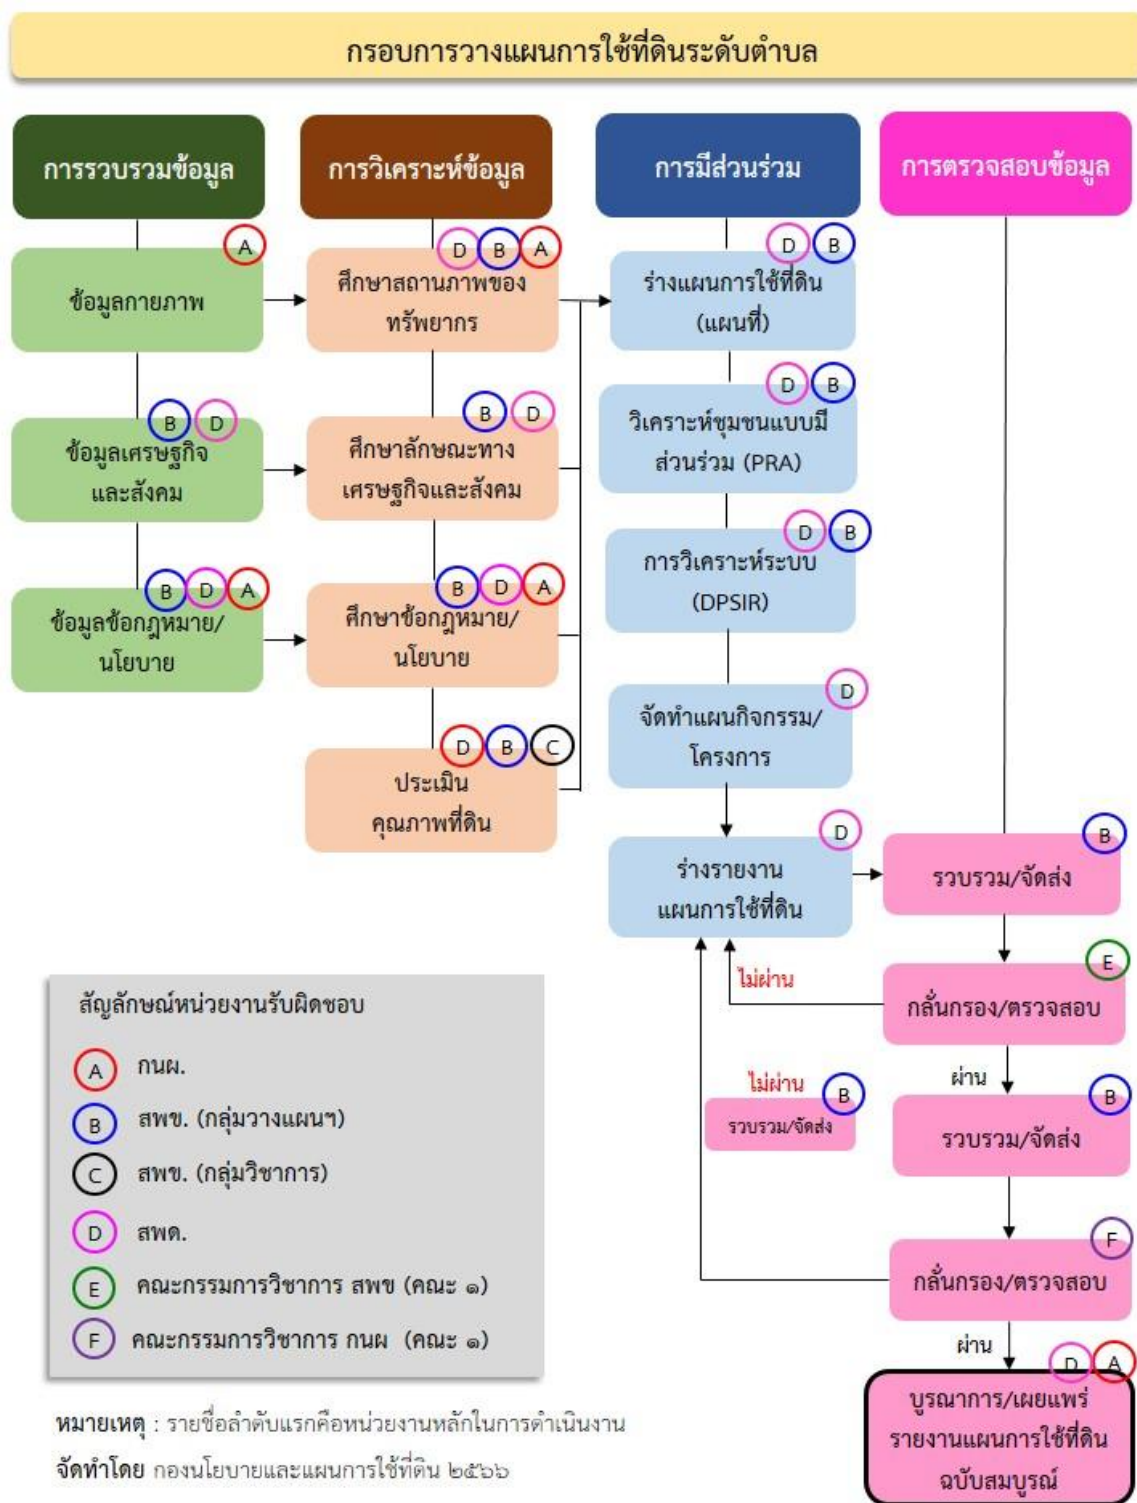 กรอบการวางแผนการใช้ที่ดินระดับตำบล
การรวบรวมข้อมูล
การวิเคราะห์ข้อมูล
การมีส่วนร่วม
การตรวจสอบข้อมูล
A
ข้อมูลกายภาพ
B D
ข้อมูลเศรษฐกิจ
และสังคม
B D A
ข้อมูลข้อกฎหมาย/
นโยบาย
D B A
ศึกษาสถานภาพของ
ทรัพยากร
B D
ศึกษาลักษณะทาง
เศรษฐกิจและสังคม
B D A
ศึกษาข้อกฎหมาย/
นโยบาย
D B C
ประเมิน
คุณภาพที่ดิน
D B
ร่างแผนการใช้ที่ดิน
(แผนที่)
D B
วิเคราะห์ชุมชนแบบมี
ส่วนร่วม (PRA)
D B
การวิเคราะห์ระบบ
(DPSIR)
D
จัดทำแผนกิจกรรม/
โครงการ
D
ร่างรายงาน
แผนการใช้ที่ดิน
B
รวบรวม/จัดส่ง
E
กลั่นกรอง/ตรวจสอบ
ไม่ผ่าน
ผ่าน
B
รวบรวม/จัดส่ง
ไม่ผ่าน
B
รวบรวม/จัดส่ง
F
กลั่นกรอง/ตรวจสอบ
ผ่าน
D A
บูรณาการ/เผยแพร่
รายงานแผนการใช้ที่ดิน
ฉบับสมบูรณ์
สัญลักษณ์หน่วยงานรับผิดชอบ
A กนผ.
B สพข. (กลุ่มวางแผนฯ)
C สพข. (กลุ่มวิชาการ)
D สพด.
E คณะกรรมการวิชาการ สพข (คณะ ๑)
F คณะกรรมการวิชาการ กนผ (คณะ ๑)
หมายเหตุ : รายชื่อลำดับแรกคือหน่วยงานหลักในการดำเนินงาน
จัดทำโดย กองนโยบายและแผนการใช้ที่ดิน ๒๕๖๖